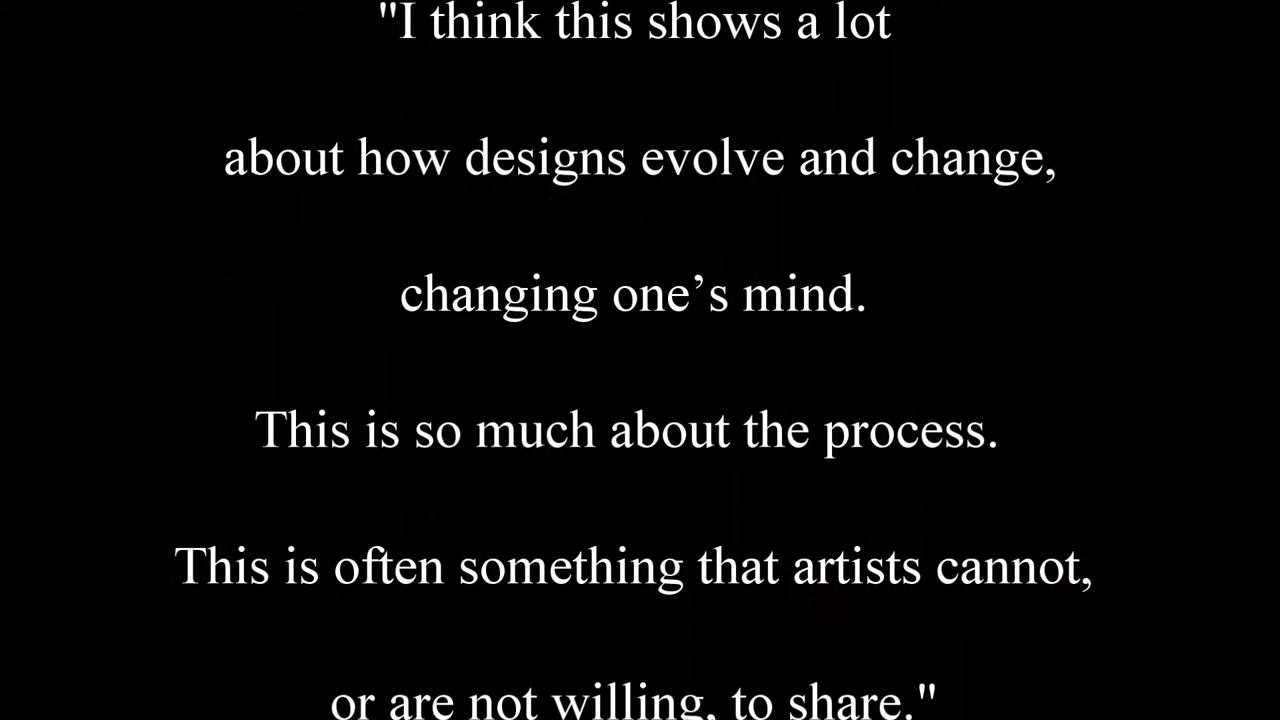 "I think this shows a lot
about how designs evolve and change,
changing one’s mind.
This is so much about the process.
This is often something that artists cannot,
or are not willing, to share."